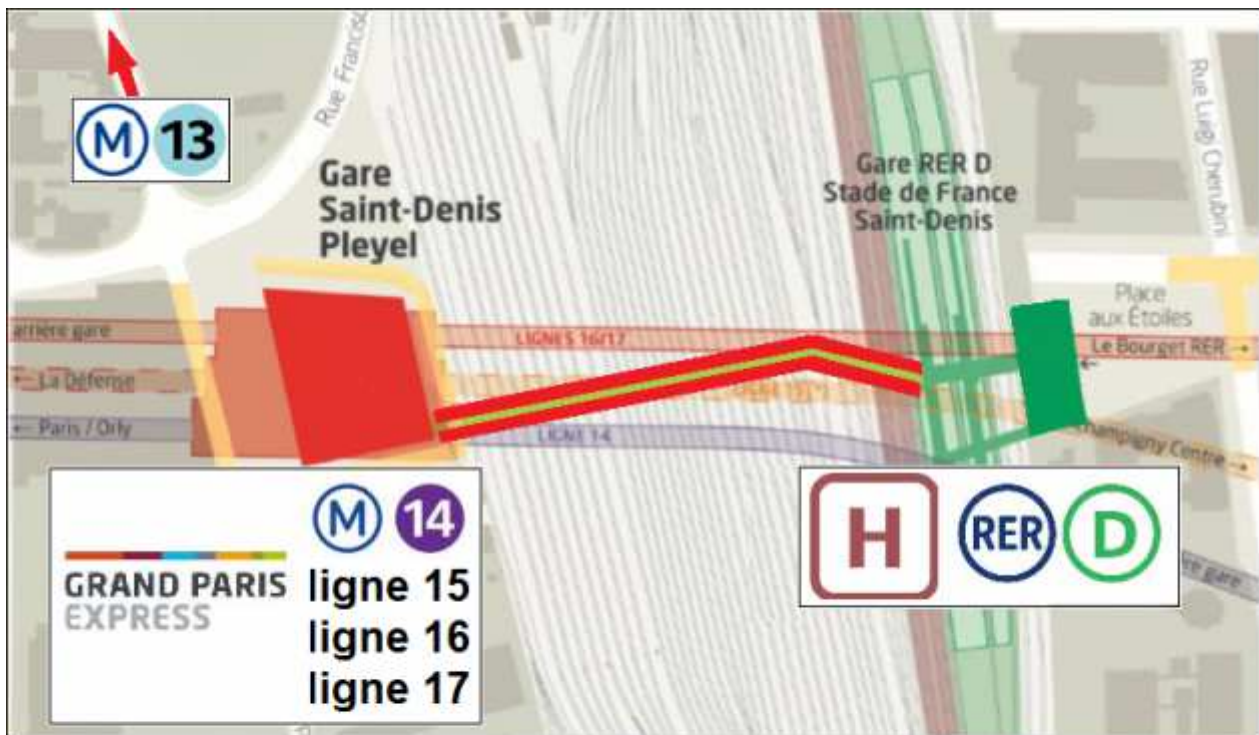 M 13
Rue Francisc
Gare
Saint-Denis
Pleyel
Gare RER D
Stade de France
Saint-Denis
Rue Luigi Cherubini
Place
aux Étoiles
arrière gare
LIGNES 16/17
Le Bourget RER →
← La Défense
← Paris / Orly
LIGNE 14
Champigny Centre →
GRAND PARIS
EXPRESS
M 14
ligne 15
ligne 16
ligne 17
H RER D
gare